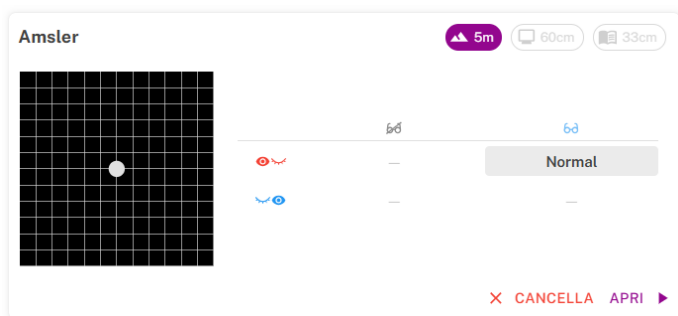 Amsler
5m
60cm
33cm
—
Normal
—
—
CANCELLA
APRI